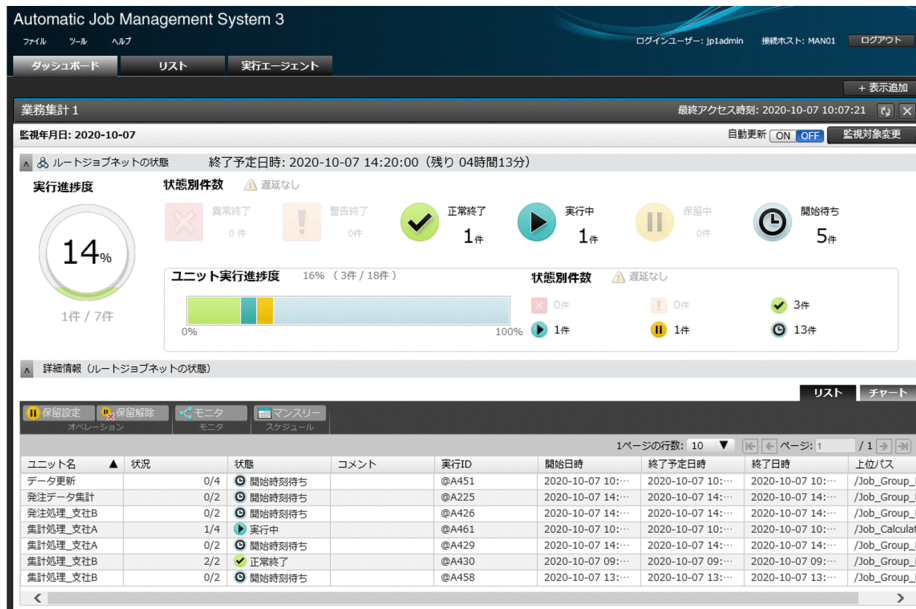 Automatic Job Management System 3
ファイル ツール ヘルプ ログインユーザー: jp1admin 接続ホスト: MAN01 ログアウト
ダッシュボード リスト 実行エージェント
+ 表示追加
業務集計 1 最終アクセス時刻: 2020-10-07 10:07:21
監視年月日: 2020-10-07 自動更新 ON OFF 監視対象変更
ルートジョブネットの状態 終了予定日時: 2020-10-07 14:20:00 (残り 04時間13分)
実行進捗度 状態別件数 遅延なし
異常終了 警告終了 正常終了 実行中 保留中 開始待ち
0 件 0件 1件 1件 0件 5件
14%
1件 / 7件
ユニット実行進捗度 16% ( 3件 / 18件 ) 状態別件数 遅延なし
0件 0件 3件
0% 100% 1件 1件 13件
詳細情報 (ルートジョブネットの状態)
リスト チャート
保留設定 保留解除 モニタ マンスリー
オペレーション モニタ スケジュール
1ページの行数: 10 ▼ ページ: 1 / 1
ユニット名 ▲ 状況 状態 コメント 実行ID 開始日時 終了予定日時 終了日時 上位パス
データ更新 0/4 開始時刻待ち @A451 2020-10-07 10:… 2020-10-07 10:… 2020-10-07 10:… /Job_Group_
発注データ集計 0/2 開始時刻待ち @A225 2020-10-07 14:… 2020-10-07 14:… 2020-10-07 14:… /Job_Group_
発注処理_支社B 0/2 開始時刻待ち @A426 2020-10-07 14:… 2020-10-07 14:… 2020-10-07 14:… /Job_Group_
集計処理_支社A 1/4 実行中 @A461 2020-10-07 10:… 2020-10-07 10:… 2020-10-07 10:… /Job_Calculat
集計処理_支社A 0/2 開始時刻待ち @A429 2020-10-07 14:… 2020-10-07 14:… 2020-10-07 14:… /Job_Group_
集計処理_支社B 2/2 正常終了 @A430 2020-10-07 09:… 2020-10-07 09:… 2020-10-07 09:… /Job_Group_
集計処理_支社B 0/2 開始時刻待ち @A458 2020-10-07 13:… 2020-10-07 13:… 2020-10-07 13:… /Job_Group_